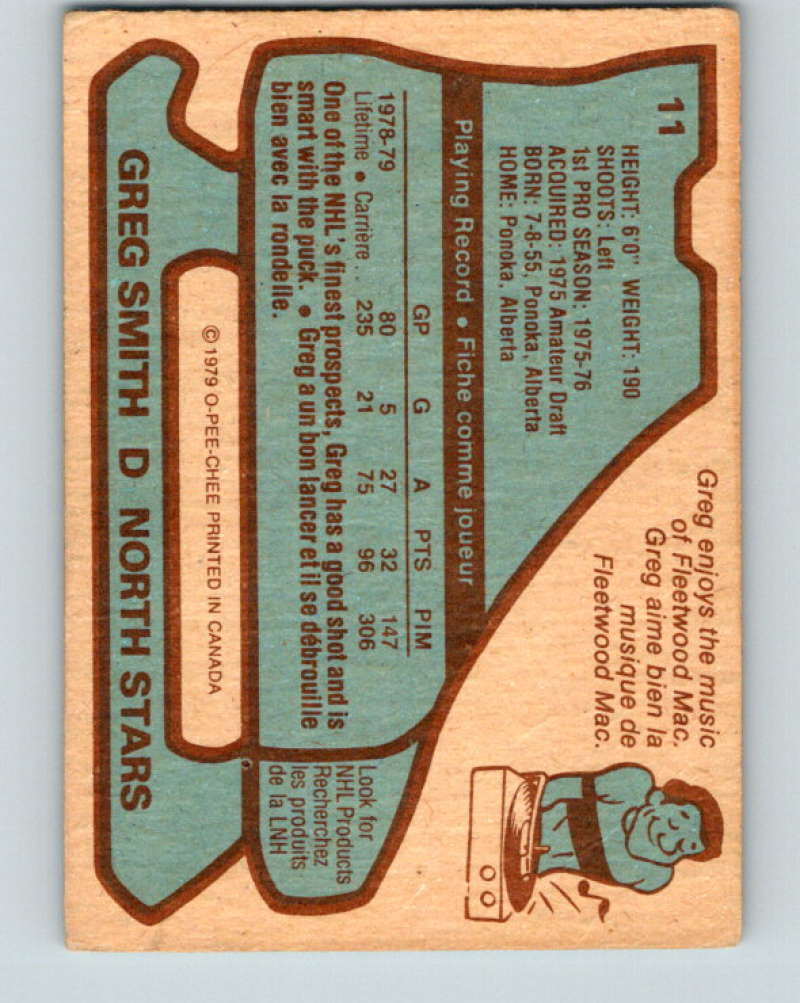 11
HEIGHT: 6'0" WEIGHT: 190
SHOOTS: Left
1st PRO SEASON: 1975-76
ACQUIRED: 1975 Amateur Draft
BORN: 7-8-55, Ponoka, Alberta
HOME: Ponoka, Alberta
Greg enjoys the music
of Fleetwood Mac.
Greg aime bien la
musique de
Fleetwood Mac.
Playing Record • Fiche comme joueur
GP G A PTS PIM
1978-79 80 5 27 32 147
Lifetime • Carrière . . 235 21 75 96 306
One of the NHL's finest prospects, Greg has a good shot and is
smart with the puck. • Greg a un bon lancer et il se débrouille
bien avec la rondelle.
Look for
NHL Products
Recherchez
les produits
de la LNH
© 1979 O-PEE-CHEE PRINTED IN CANADA
GREG SMITH D NORTH STARS